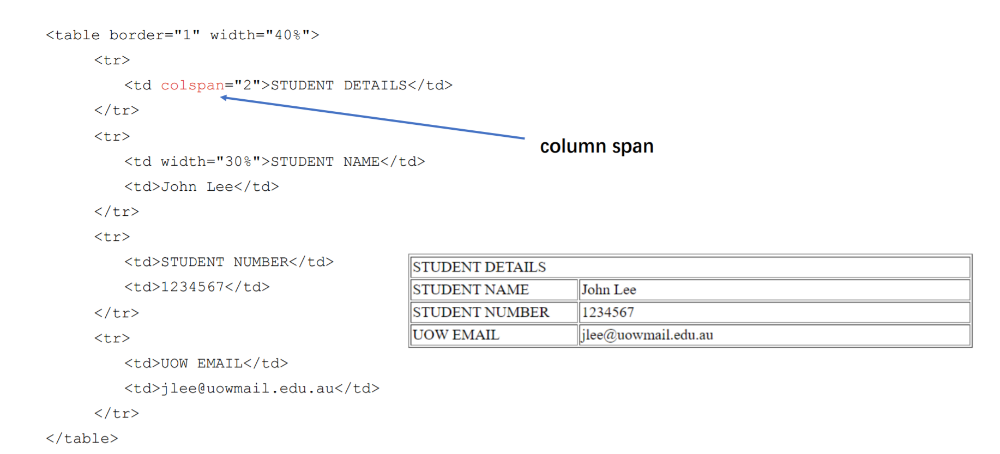 <table border="1" width="40%">
<tr>
<td colspan="2">STUDENT DETAILS</td>
</tr>
<tr>
<td width="30%">STUDENT NAME</td>
<td>John Lee</td>
</tr>
<tr>
<td>STUDENT NUMBER</td>
<td>1234567</td>
</tr>
<tr>
<td>UOW EMAIL</td>
<td>jlee@uowmail.edu.au</td>
</tr>
</table>
column span
STUDENT DETAILS
STUDENT NAME John Lee
STUDENT NUMBER 1234567
UOW EMAIL jlee@uowmail.edu.au